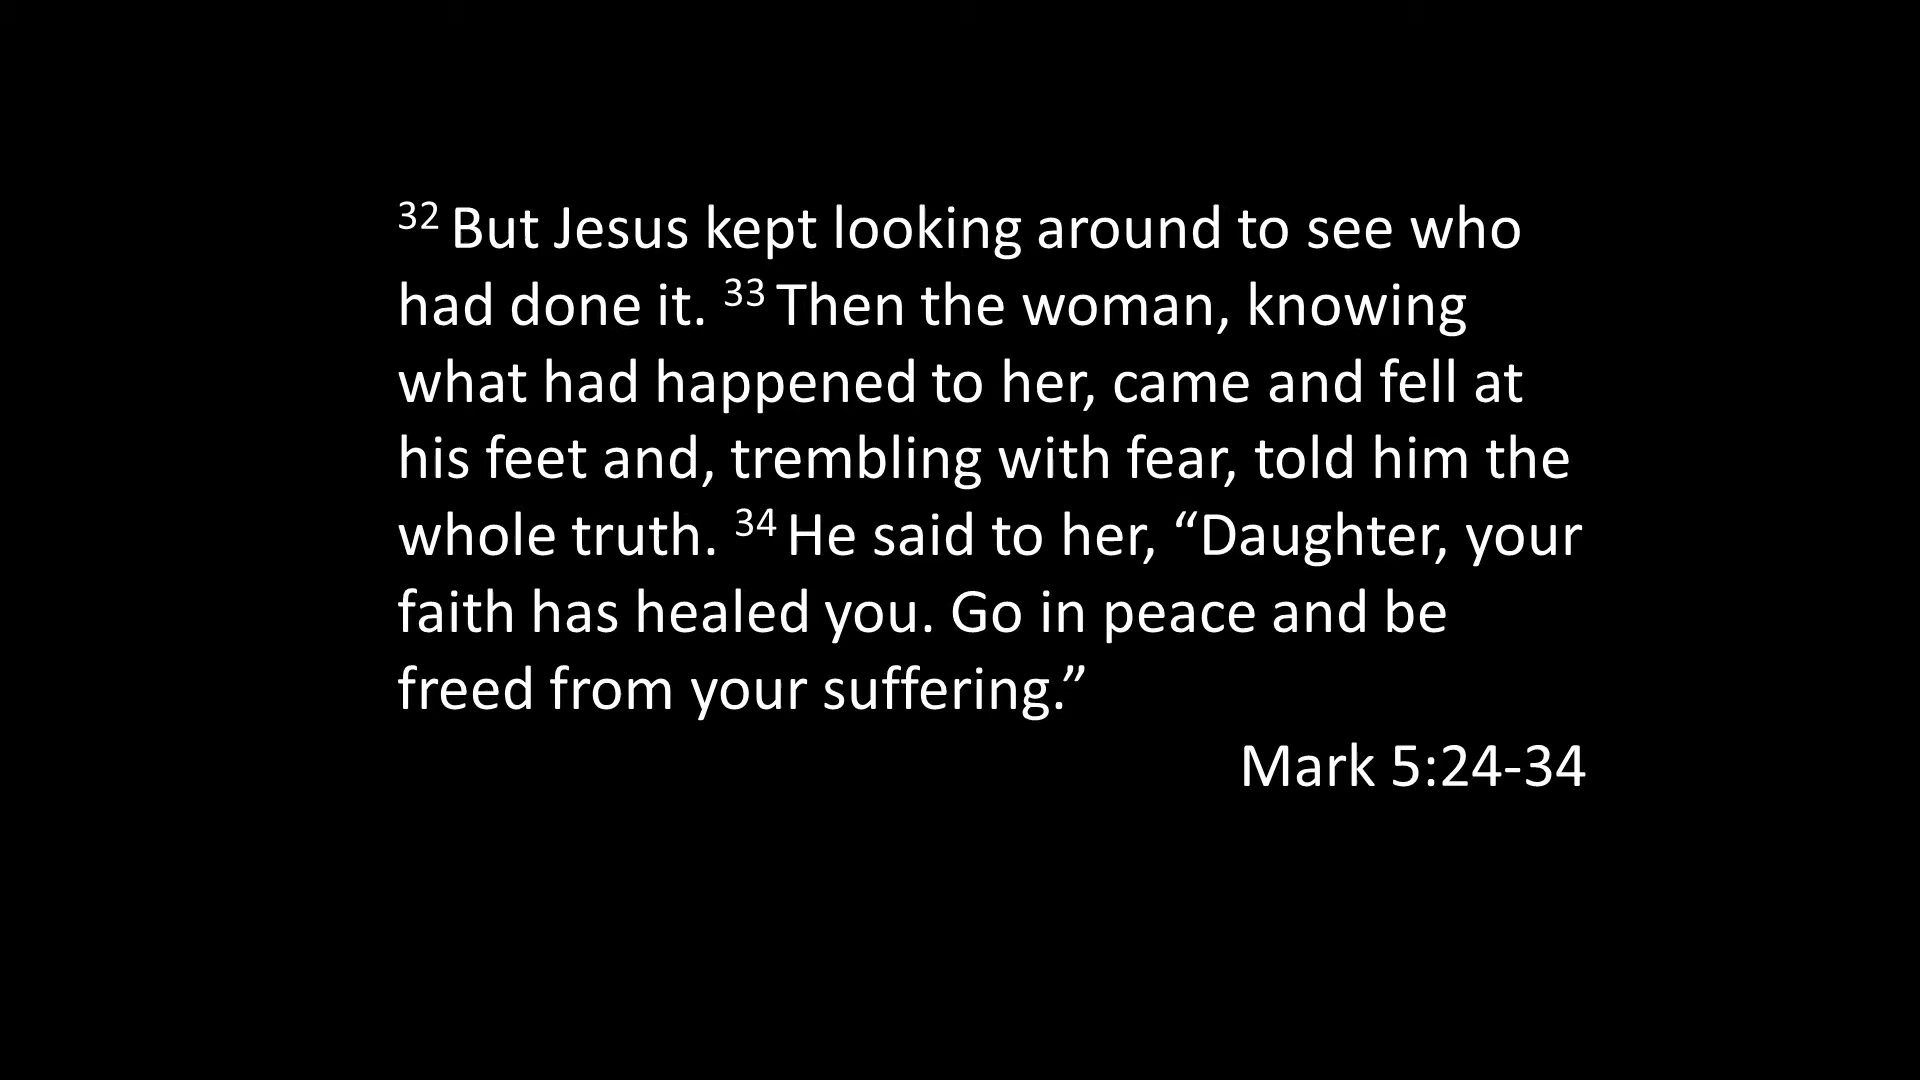 32 But Jesus kept looking around to see who
had done it. 33 Then the woman, knowing
what had happened to her, came and fell at
his feet and, trembling with fear, told him the
whole truth. 34 He said to her, “Daughter, your
faith has healed you. Go in peace and be
freed from your suffering.”
Mark 5:24-34